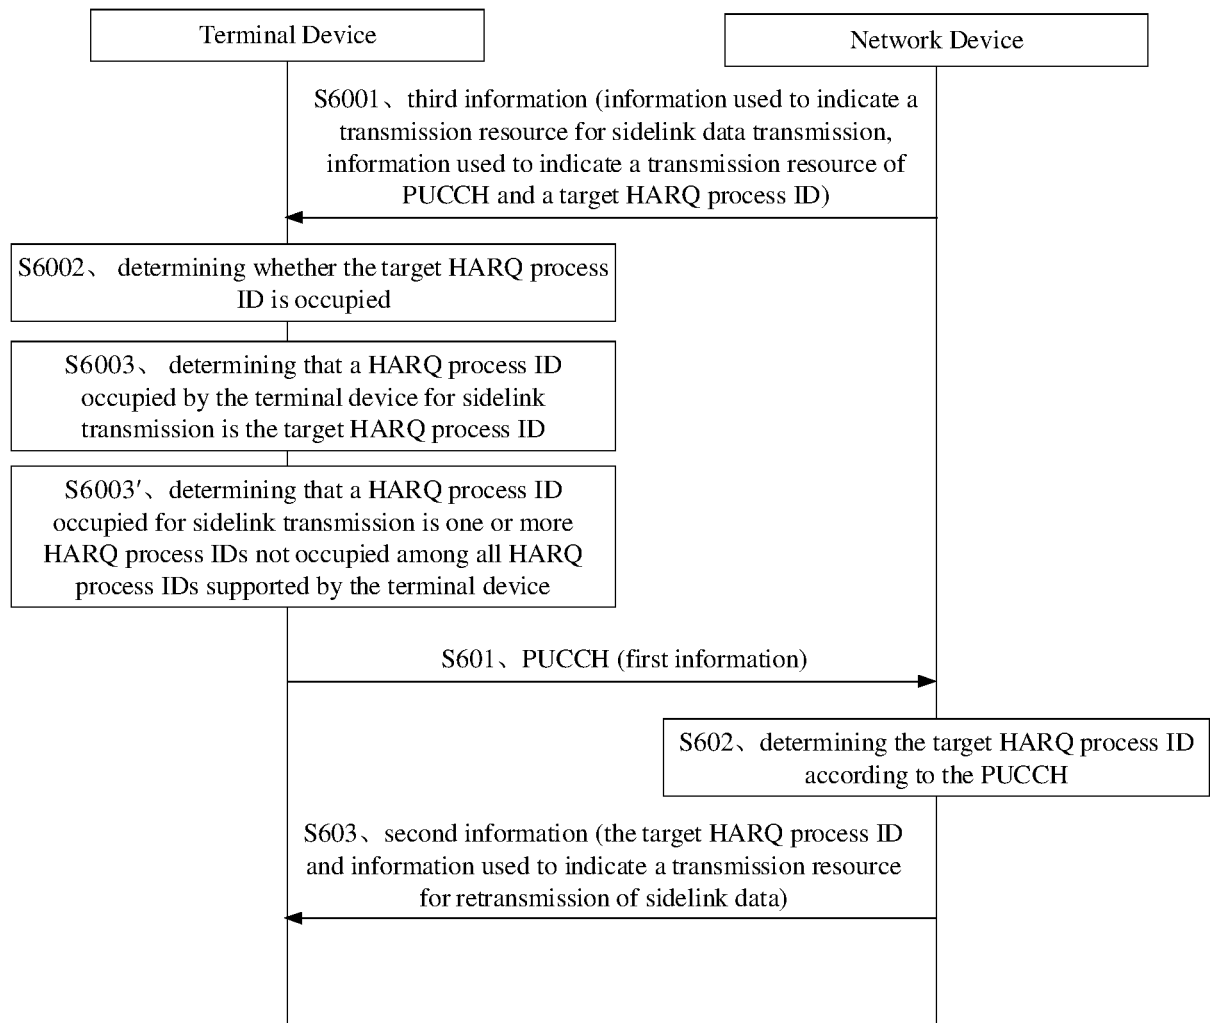 Terminal Device
Network Device
S6001、third information (information used to indicate a
transmission resource for sidelink data transmission,
information used to indicate a transmission resource of
PUCCH and a target HARQ process ID)
S6002、 determining whether the target HARQ process
ID is occupied
S6003、 determining that a HARQ process ID
occupied by the terminal device for sidelink
transmission is the target HARQ process ID
S6003′、determining that a HARQ process ID
occupied for sidelink transmission is one or more
HARQ process IDs not occupied among all HARQ
process IDs supported by the terminal device
S601、PUCCH (first information)
S602、determining the target HARQ process ID
according to the PUCCH
S603、second information (the target HARQ process ID
and information used to indicate a transmission resource
for retransmission of sidelink data)